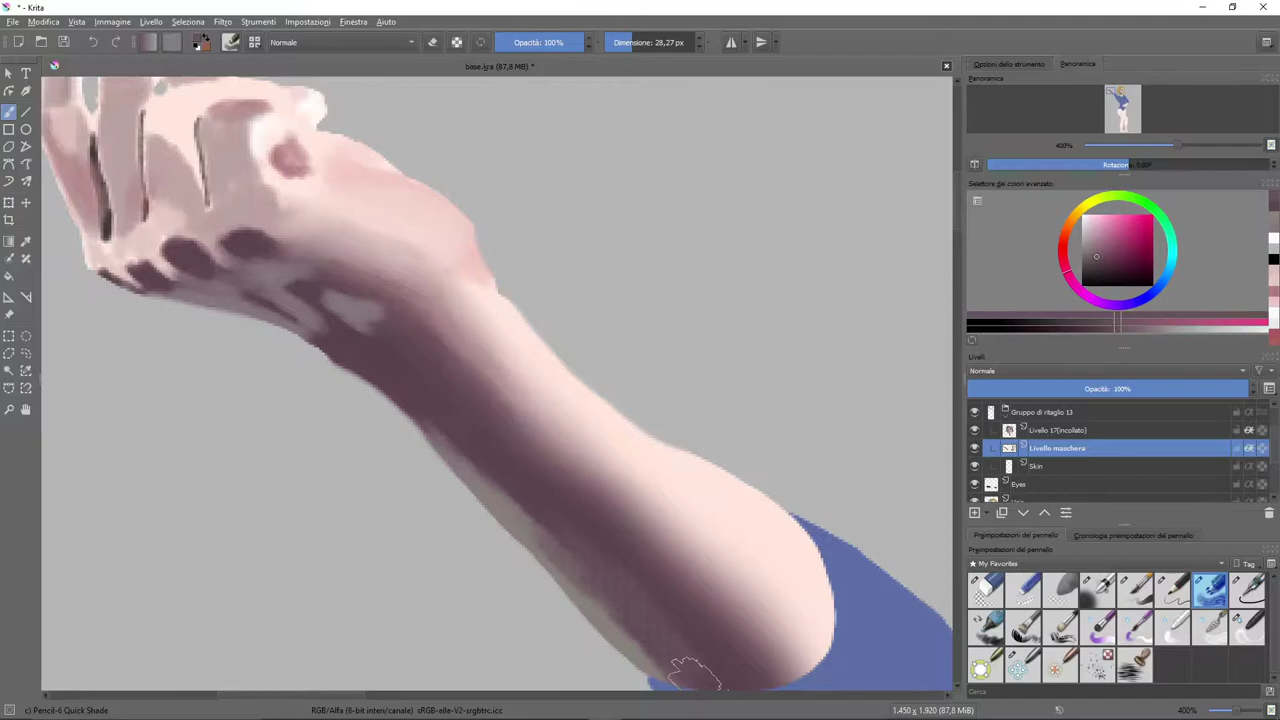 * - Krita
File Modifica Vista Immagine Livello Seleziona Filtro Strumenti Impostazioni Finestra Aiuto
Normale Opacità: 100% Dimensione: 28,27 px
base.kra (87,8 MiB) *
Opzioni dello strumento Panoramica
Panoramica
400%
Rotazione: 0,00°
Selettore dei colori avanzato
Livelli
Normale
Opacità: 100%
Gruppo di ritaglio 13
Livello 17(incollato)
Livello maschera
Skin
Eyes
Preimpostazioni del pennello Cronologia preimpostazioni del pennello
Preimpostazioni del pennello
My Favorites Tag
Cerca
c) Pencil-6 Quick Shade RGB/Alfa (8-bit interi/canale) sRGB-elle-V2-srgbtrc.icc 1.450 x 1.920 (87,8 MiB) 400%